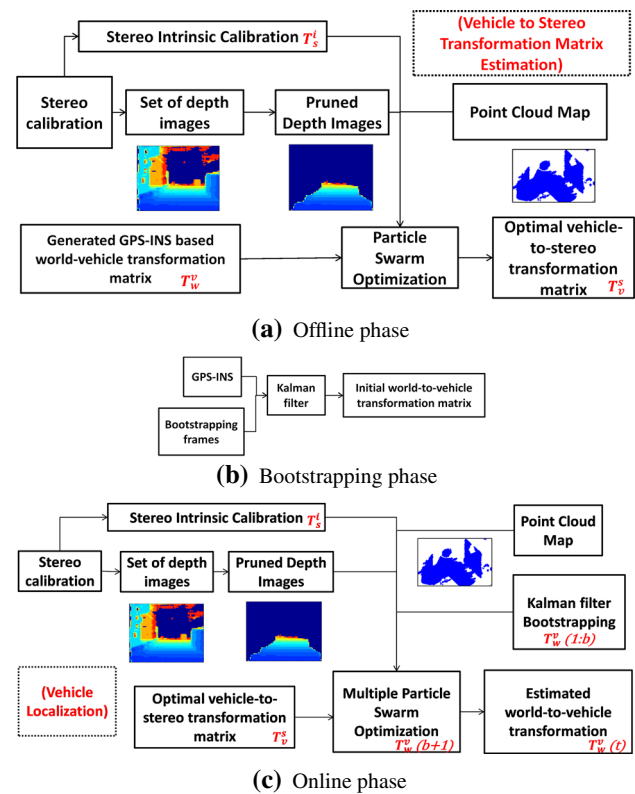 Stereo Intrinsic Calibration T_s^i
(Vehicle to Stereo
Transformation Matrix
Estimation)
Stereo
calibration
Set of depth
images
Pruned
Depth Images
Point Cloud Map
Generated GPS-INS based
world-vehicle transformation
matrix T_w^v
Particle
Swarm
Optimization
Optimal vehicle-
to-stereo
transformation
matrix T_v^s
(a) Offline phase
GPS-INS
Bootstrapping
frames
Kalman
filter
Initial world-to-vehicle
transformation matrix
(b) Bootstrapping phase
Stereo Intrinsic Calibration T_s^i
Point Cloud
Map
Stereo
calibration
Set of depth
images
Pruned Depth
Images
Kalman filter
Bootstrapping
T_w^v (1:b)
(Vehicle
Localization)
Optimal vehicle-to-
stereo transformation
matrix T_v^s
Multiple Particle
Swarm
Optimization
T_w^v (b+1)
Estimated
world-to-vehicle
transformation
T_w^v (t)
(c) Online phase